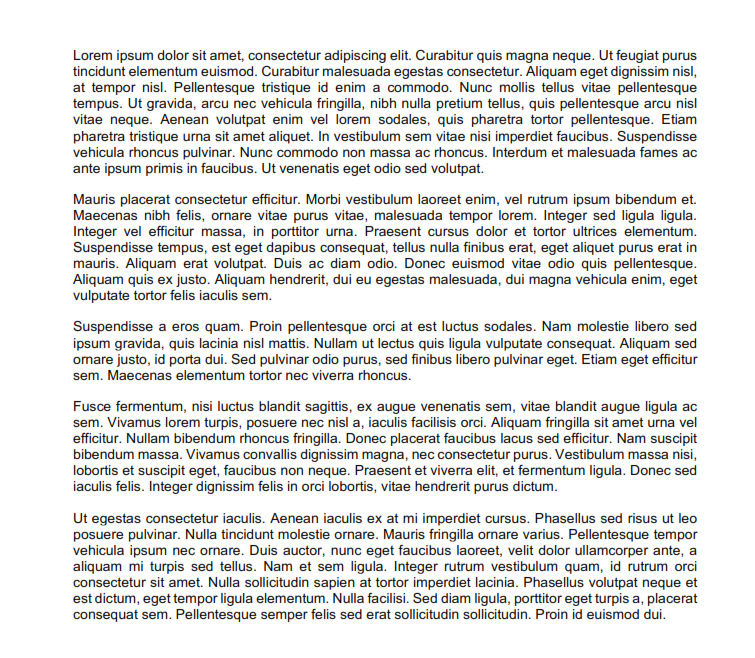 Lorem ipsum dolor sit amet, consectetur adipiscing elit. Curabitur quis magna neque. Ut feugiat purus
tincidunt elementum euismod. Curabitur malesuada egestas consectetur. Aliquam eget dignissim nisl,
at tempor nisl. Pellentesque tristique id enim a commodo. Nunc mollis tellus vitae pellentesque
tempus. Ut gravida, arcu nec vehicula fringilla, nibh nulla pretium tellus, quis pellentesque arcu nisl
vitae neque. Aenean volutpat enim vel lorem sodales, quis pharetra tortor pellentesque. Etiam
pharetra tristique urna sit amet aliquet. In vestibulum sem vitae nisi imperdiet faucibus. Suspendisse
vehicula rhoncus pulvinar. Nunc commodo non massa ac rhoncus. Interdum et malesuada fames ac
ante ipsum primis in faucibus. Ut venenatis eget odio sed volutpat.
Mauris placerat consectetur efficitur. Morbi vestibulum laoreet enim, vel rutrum ipsum bibendum et.
Maecenas nibh felis, ornare vitae purus vitae, malesuada tempor lorem. Integer sed ligula ligula.
Integer vel efficitur massa, in porttitor urna. Praesent cursus dolor et tortor ultrices elementum.
Suspendisse tempus, est eget dapibus consequat, tellus nulla finibus erat, eget aliquet purus erat in
mauris. Aliquam erat volutpat. Duis ac diam odio. Donec euismod vitae odio quis pellentesque.
Aliquam quis ex justo. Aliquam hendrerit, dui eu egestas malesuada, dui magna vehicula enim, eget
vulputate tortor felis iaculis sem.
Suspendisse a eros quam. Proin pellentesque orci at est luctus sodales. Nam molestie libero sed
ipsum gravida, quis lacinia nisl mattis. Nullam ut lectus quis ligula vulputate consequat. Aliquam sed
ornare justo, id porta dui. Sed pulvinar odio purus, sed finibus libero pulvinar eget. Etiam eget efficitur
sem. Maecenas elementum tortor nec viverra rhoncus.
Fusce fermentum, nisi luctus blandit sagittis, ex augue venenatis sem, vitae blandit augue ligula ac
sem. Vivamus lorem turpis, posuere nec nisl a, iaculis facilisis orci. Aliquam fringilla sit amet urna vel
efficitur. Nullam bibendum rhoncus fringilla. Donec placerat faucibus lacus sed efficitur. Nam suscipit
bibendum massa. Vivamus convallis dignissim magna, nec consectetur purus. Vestibulum massa nisi,
lobortis et suscipit eget, faucibus non neque. Praesent et viverra elit, et fermentum ligula. Donec sed
iaculis felis. Integer dignissim felis in orci lobortis, vitae hendrerit purus dictum.
Ut egestas consectetur iaculis. Aenean iaculis ex at mi imperdiet cursus. Phasellus sed risus ut leo
posuere pulvinar. Nulla tincidunt molestie ornare. Mauris fringilla ornare varius. Pellentesque tempor
vehicula ipsum nec ornare. Duis auctor, nunc eget faucibus laoreet, velit dolor ullamcorper ante, a
aliquam mi turpis sed tellus. Nam et sem ligula. Integer rutrum vestibulum quam, id rutrum orci
consectetur sit amet. Nulla sollicitudin sapien at tortor imperdiet lacinia. Phasellus volutpat neque et
est dictum, eget tempor ligula elementum. Nulla facilisi. Sed diam ligula, porttitor eget turpis a, placerat
consequat sem. Pellentesque semper felis sed erat sollicitudin sollicitudin. Proin id euismod dui.